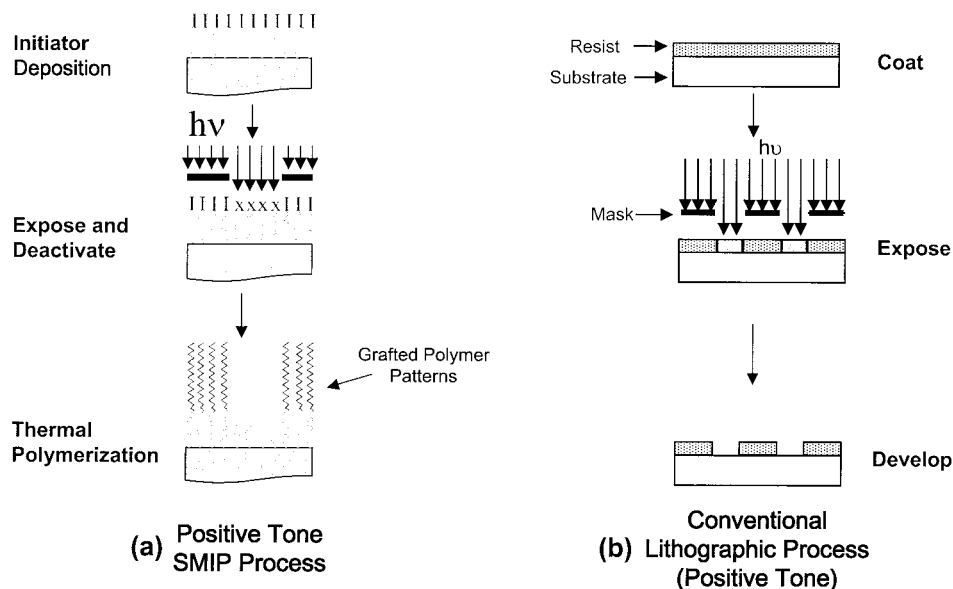 I I I I I I I I I I I
Initiator
Deposition
hν
I I I I x x x x I I I
Expose and
Deactivate
Grafted Polymer
Patterns
Thermal
Polymerization
(a) Positive Tone
SMIP Process
Resist
Substrate
Coat
hυ
Mask
Expose
Develop
(b) Conventional
Lithographic Process
(Positive Tone)